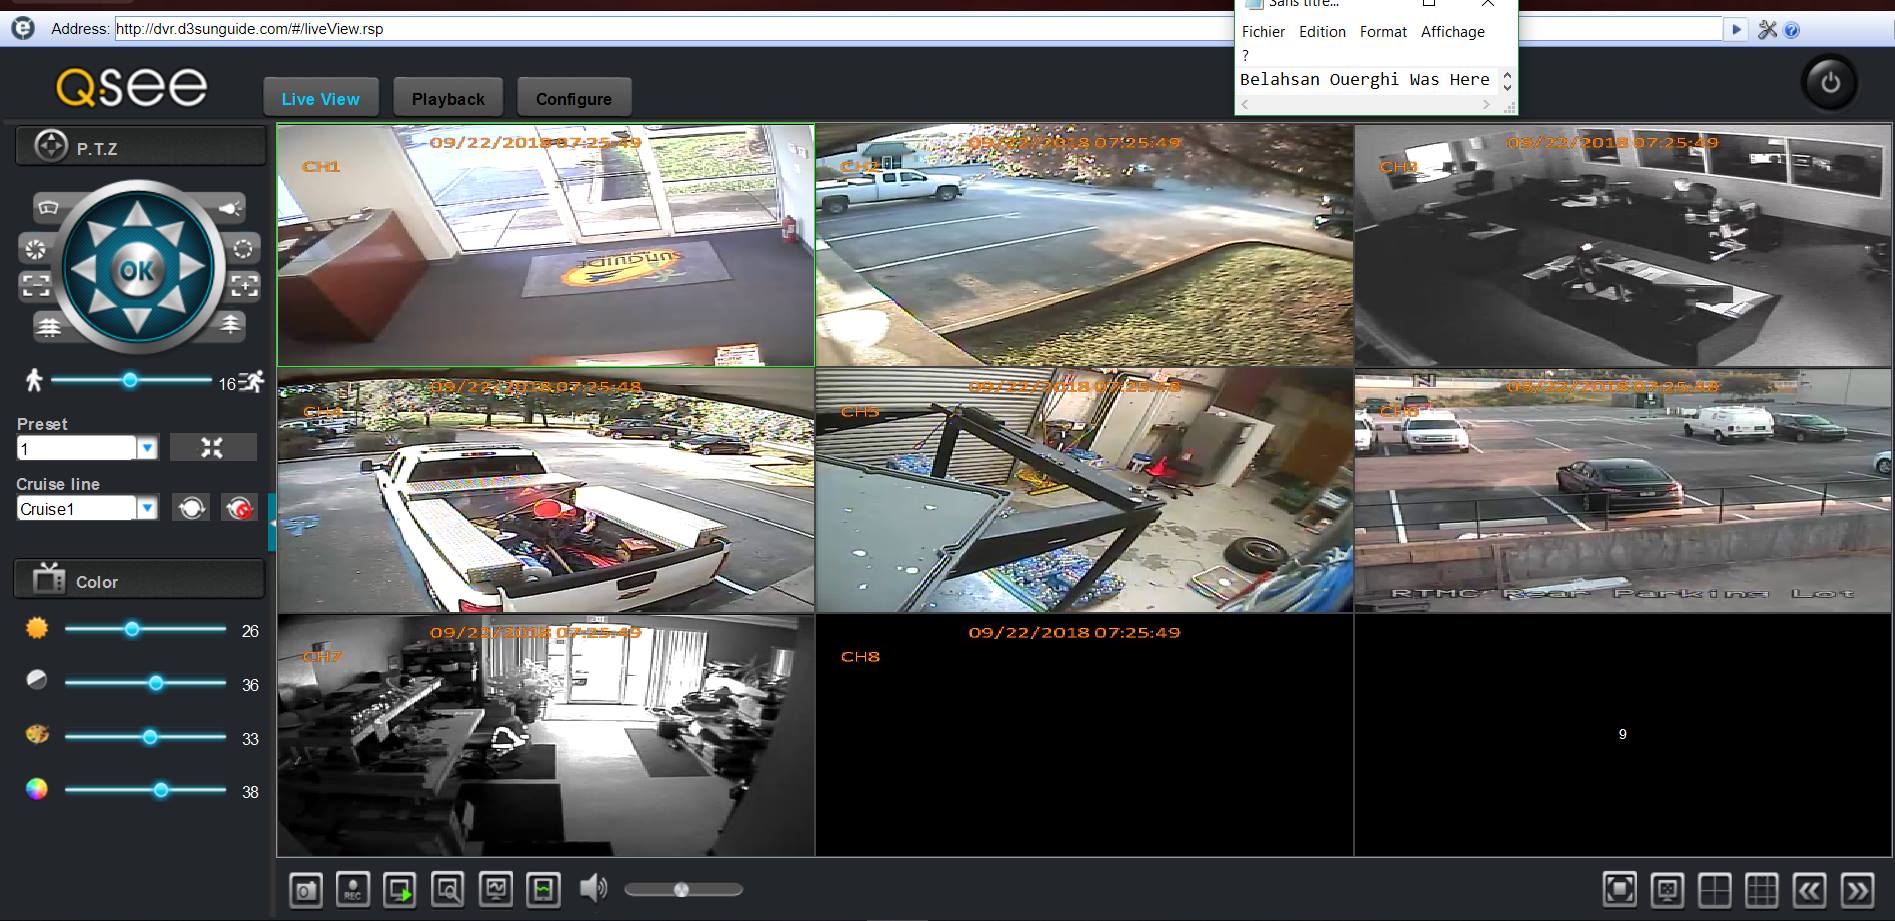 Sans titre...
Address: http://dvr.d3sunguide.com/#/liveView.rsp
Fichier Edition Format Affichage
?
Belahsan Ouerghi Was Here
Q-see
Live View
Playback
Configure
P.T.Z
OK
16
Preset
1
Cruise line
Cruise1
Color
26
36
33
38
09/22/2018 07:25:49
CH1
SUNGUIDE
09/22/2018 07:25:49
CH2
09/22/2018 07:25:49
CH3
09/22/2018 07:25:48
CH4
09/22/2018 07:25:48
CH5
09/22/2018 07:25:48
CH6
N
RTMC Rear Parking Lot
09/22/2018 07:25:49
CH7
09/22/2018 07:25:49
CH8
9
REC